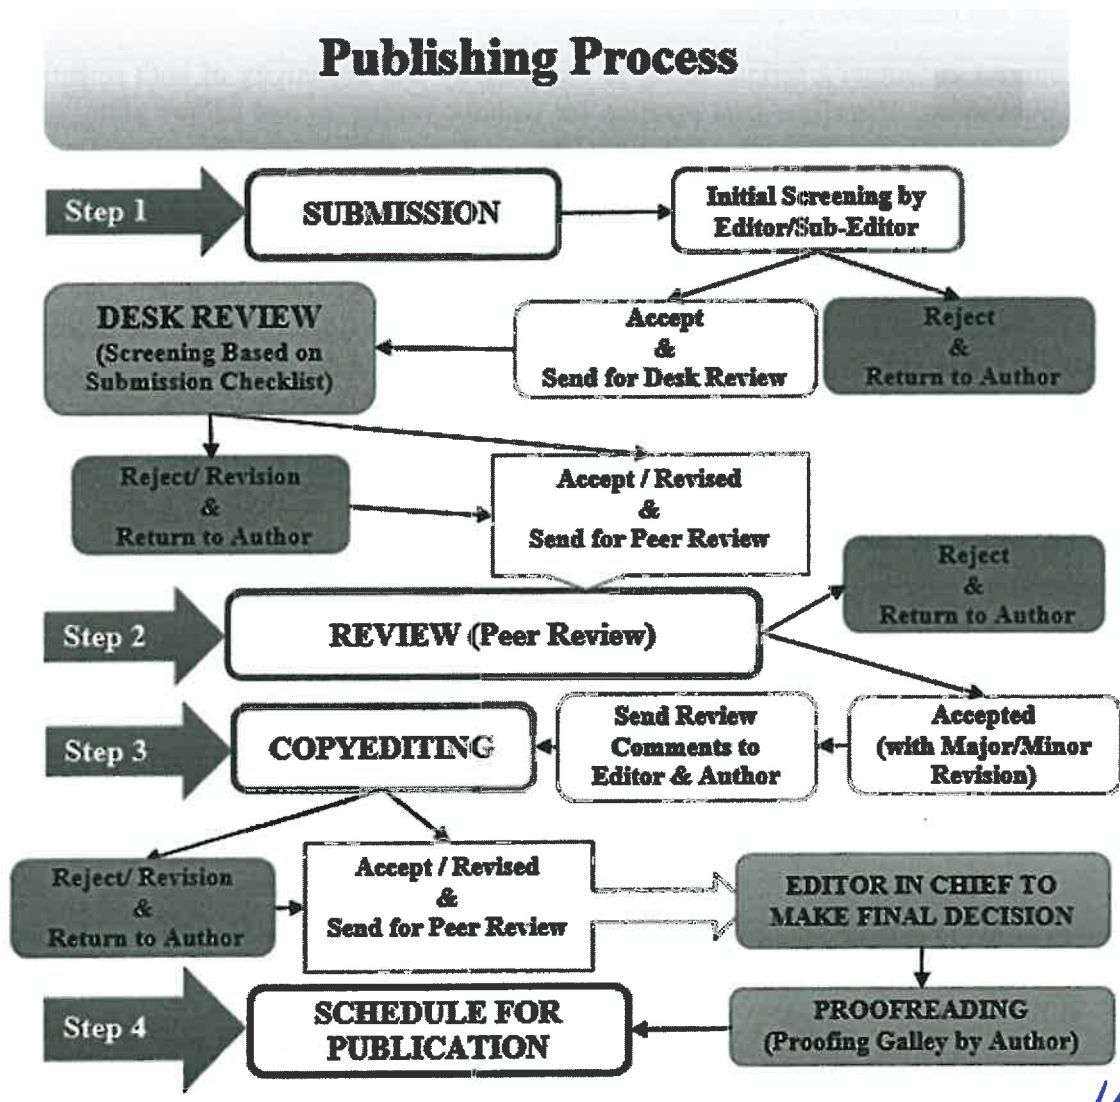 Publishing Process
Step 1
SUBMISSION
Initial Screening by
Editor/Sub-Editor
DESK REVIEW
(Screening Based on
Submission Checklist)
Accept
&
Send for Desk Review
Reject
&
Return to Author
Reject/ Revision
&
Return to Author
Accept / Revised
&
Send for Peer Review
Reject
&
Return to Author
Step 2
REVIEW (Peer Review)
Step 3
COPYEDITING
Send Review
Comments to
Editor & Author
Accepted
(with Major/Minor
Revision)
Reject/ Revision
&
Return to Author
Accept / Revised
&
Send for Peer Review
EDITOR IN CHIEF TO
MAKE FINAL DECISION
Step 4
SCHEDULE FOR
PUBLICATION
PROOFREADING
(Proofing Galley by Author)